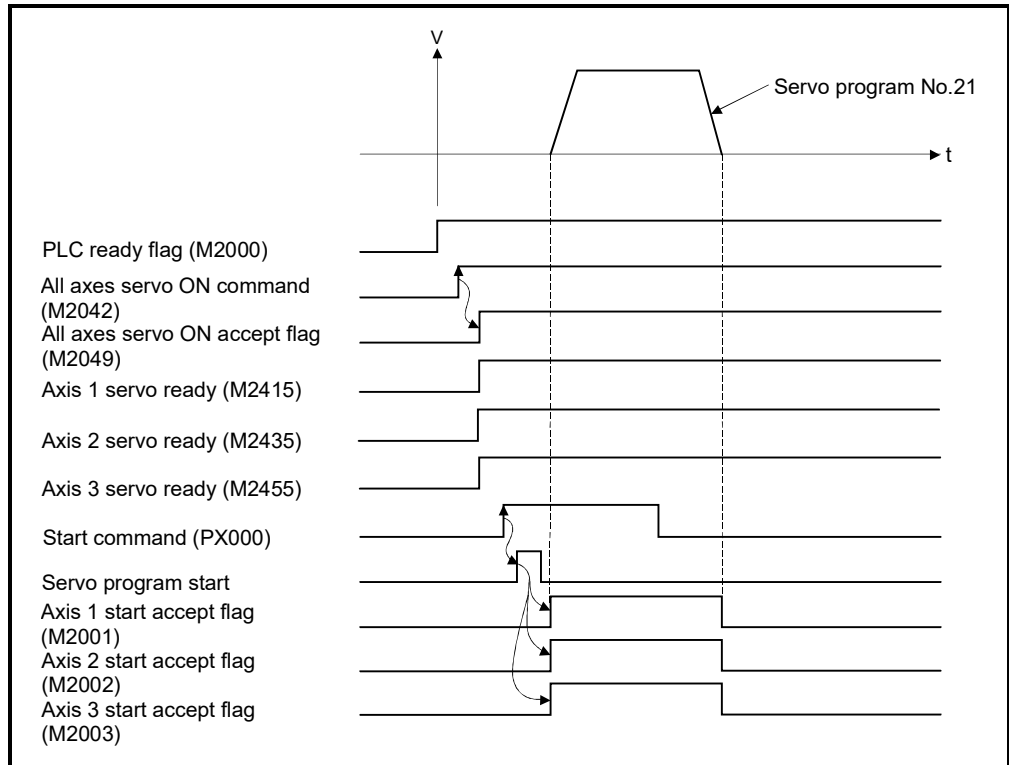 V
Servo program No.21
t
PLC ready flag (M2000)
All axes servo ON command
(M2042)
All axes servo ON accept flag
(M2049)
Axis 1 servo ready (M2415)
Axis 2 servo ready (M2435)
Axis 3 servo ready (M2455)
Start command (PX000)
Servo program start
Axis 1 start accept flag
(M2001)
Axis 2 start accept flag
(M2002)
Axis 3 start accept flag
(M2003)